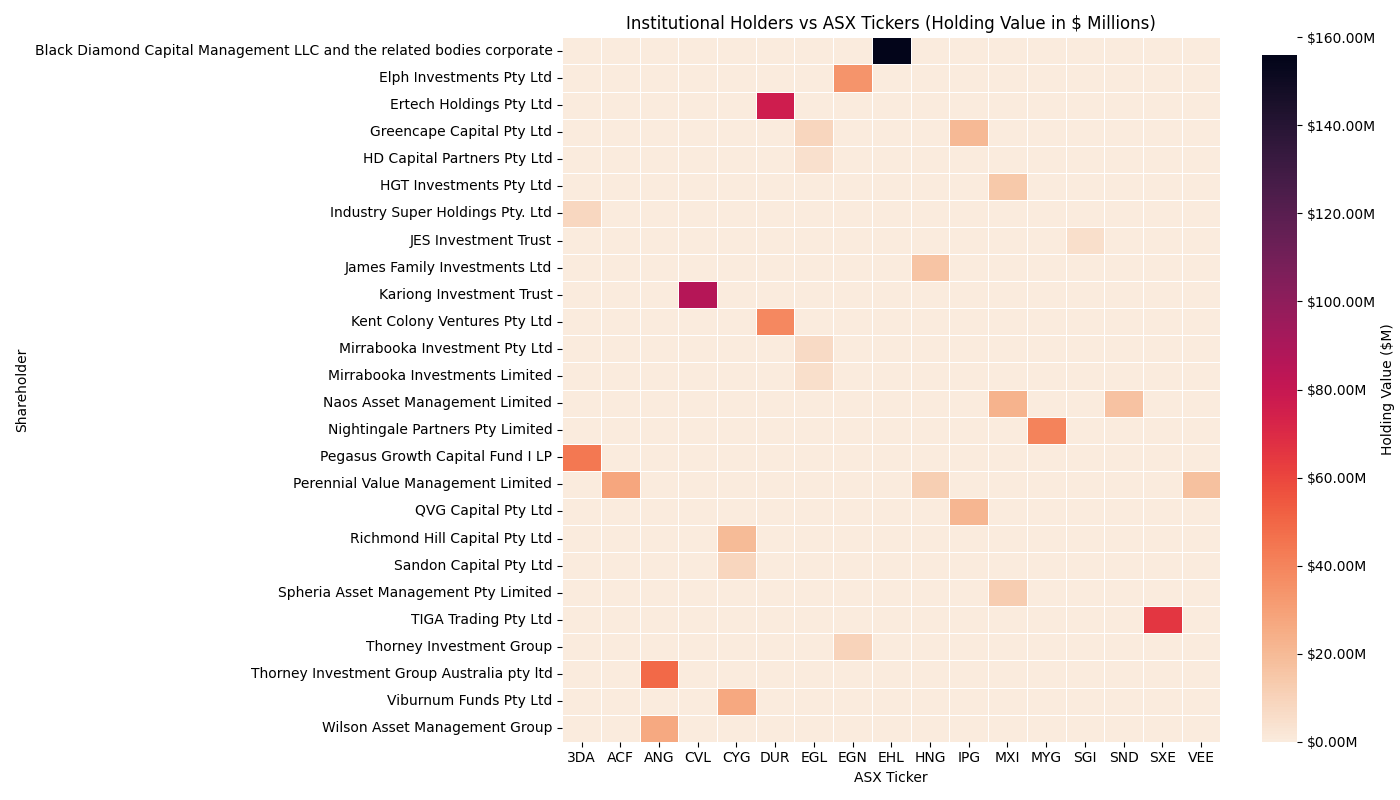 Institutional Holders vs ASX Tickers (Holding Value in $ Millions)
Shareholder
Black Diamond Capital Management LLC and the related bodies corporate
Elph Investments Pty Ltd
Ertech Holdings Pty Ltd
Greencape Capital Pty Ltd
HD Capital Partners Pty Ltd
HGT Investments Pty Ltd
Industry Super Holdings Pty. Ltd
JES Investment Trust
James Family Investments Ltd
Kariong Investment Trust
Kent Colony Ventures Pty Ltd
Mirrabooka Investment Pty Ltd
Mirrabooka Investments Limited
Naos Asset Management Limited
Nightingale Partners Pty Limited
Pegasus Growth Capital Fund I LP
Perennial Value Management Limited
QVG Capital Pty Ltd
Richmond Hill Capital Pty Ltd
Sandon Capital Pty Ltd
Spheria Asset Management Pty Limited
TIGA Trading Pty Ltd
Thorney Investment Group
Thorney Investment Group Australia pty ltd
Viburnum Funds Pty Ltd
Wilson Asset Management Group
3DA ACF ANG CVL CYG DUR EGL EGN EHL HNG IPG MXI MYG SGI SND SXE VEE
ASX Ticker
$160.00M
$140.00M
$120.00M
$100.00M
$80.00M
$60.00M
$40.00M
$20.00M
$0.00M
Holding Value ($M)